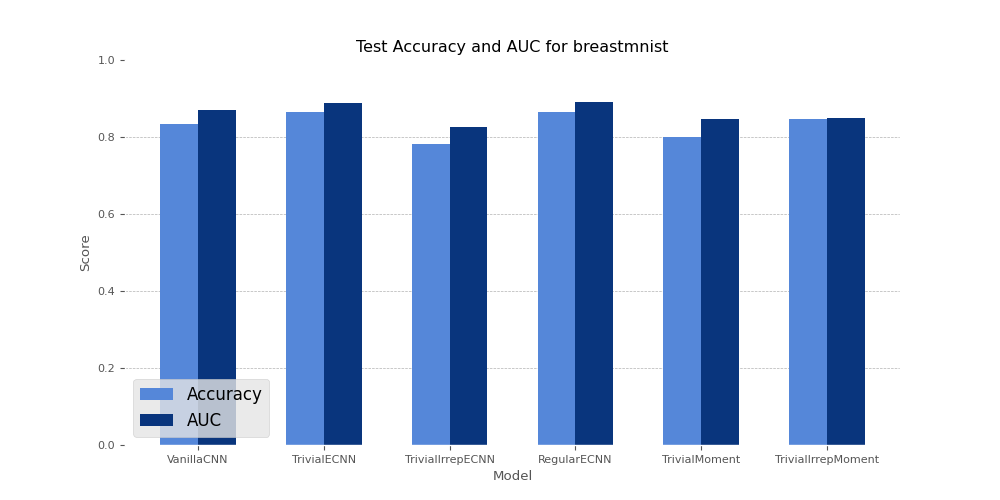 Test Accuracy and AUC for breastmnist
1.0
0.8
0.6
0.4
0.2
0.0
Score
Accuracy
AUC
VanillaCNN TrivialECNN TrivialIrrepECNN RegularECNN TrivialMoment TrivialIrrepMoment
Model